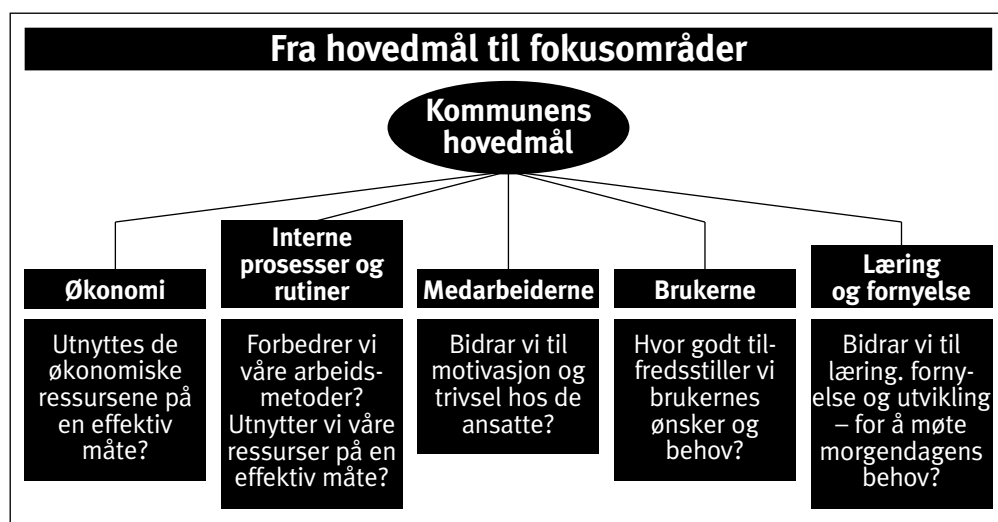 Fra hovedmål til fokusområder
Kommunens
hovedmål
Økonomi
Utnyttes de
økonomiske
ressursene på
en effektiv
måte?
Interne
prosesser og
rutiner
Forbedrer vi
våre arbeids-
metoder?
Utnytter vi våre
ressurser på en
effektiv måte?
Medarbeiderne
Bidrar vi til
motivasjon og
trivsel hos de
ansatte?
Brukerne
Hvor godt til-
fredsstiller vi
brukernes
ønsker og
behov?
Læring
og fornyelse
Bidrar vi til
læring. forny-
else og utvikling
– for å møte
morgendagens
behov?